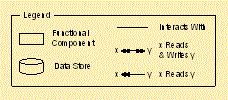 Legend
Functional
Component
Data Store
Interacts With
x y x Reads
& Writes y
x y x Reads y